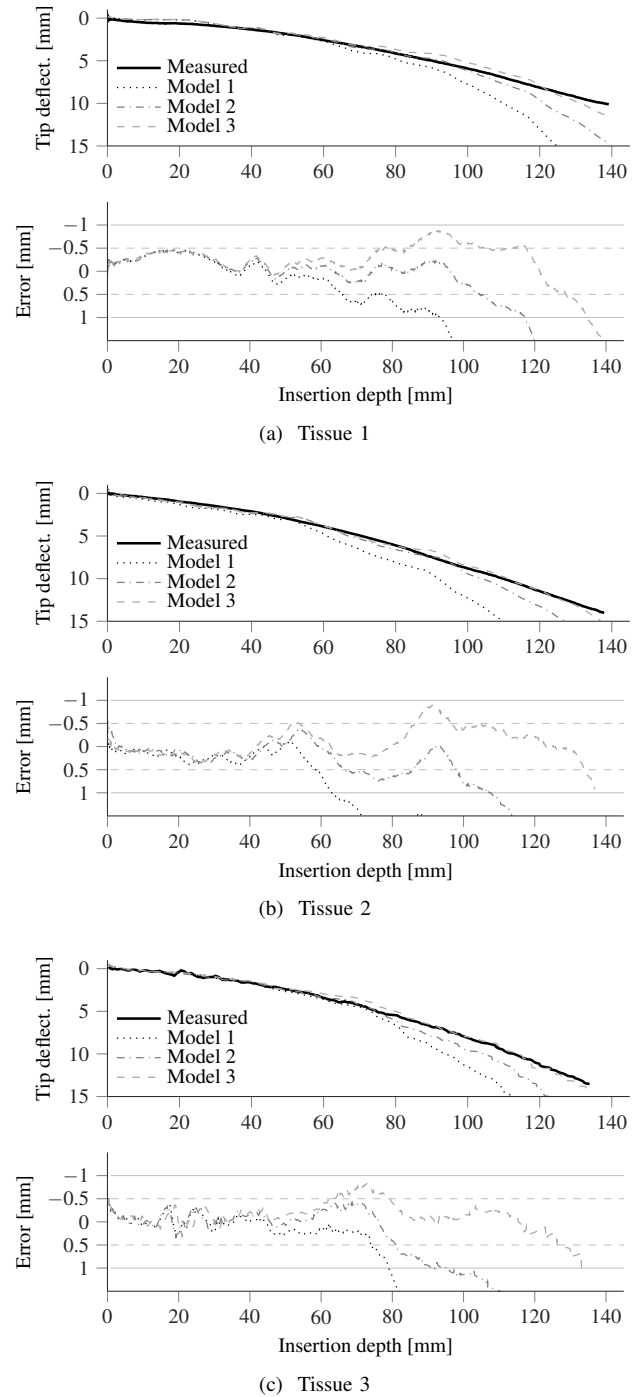 0
5
10
15
Tip deflect. [mm]
Measured
Model 1
Model 2
Model 3
0 20 40 60 80 100 120 140
−1
−0.5
0
0.5
1
Error [mm]
0 20 40 60 80 100 120 140
Insertion depth [mm]
(a) Tissue 1
0
5
10
15
Tip deflect. [mm]
Measured
Model 1
Model 2
Model 3
0 20 40 60 80 100 120 140
−1
−0.5
0
0.5
1
Error [mm]
0 20 40 60 80 100 120 140
Insertion depth [mm]
(b) Tissue 2
0
5
10
15
Tip deflect. [mm]
Measured
Model 1
Model 2
Model 3
0 20 40 60 80 100 120 140
−1
−0.5
0
0.5
1
Error [mm]
0 20 40 60 80 100 120 140
Insertion depth [mm]
(c) Tissue 3